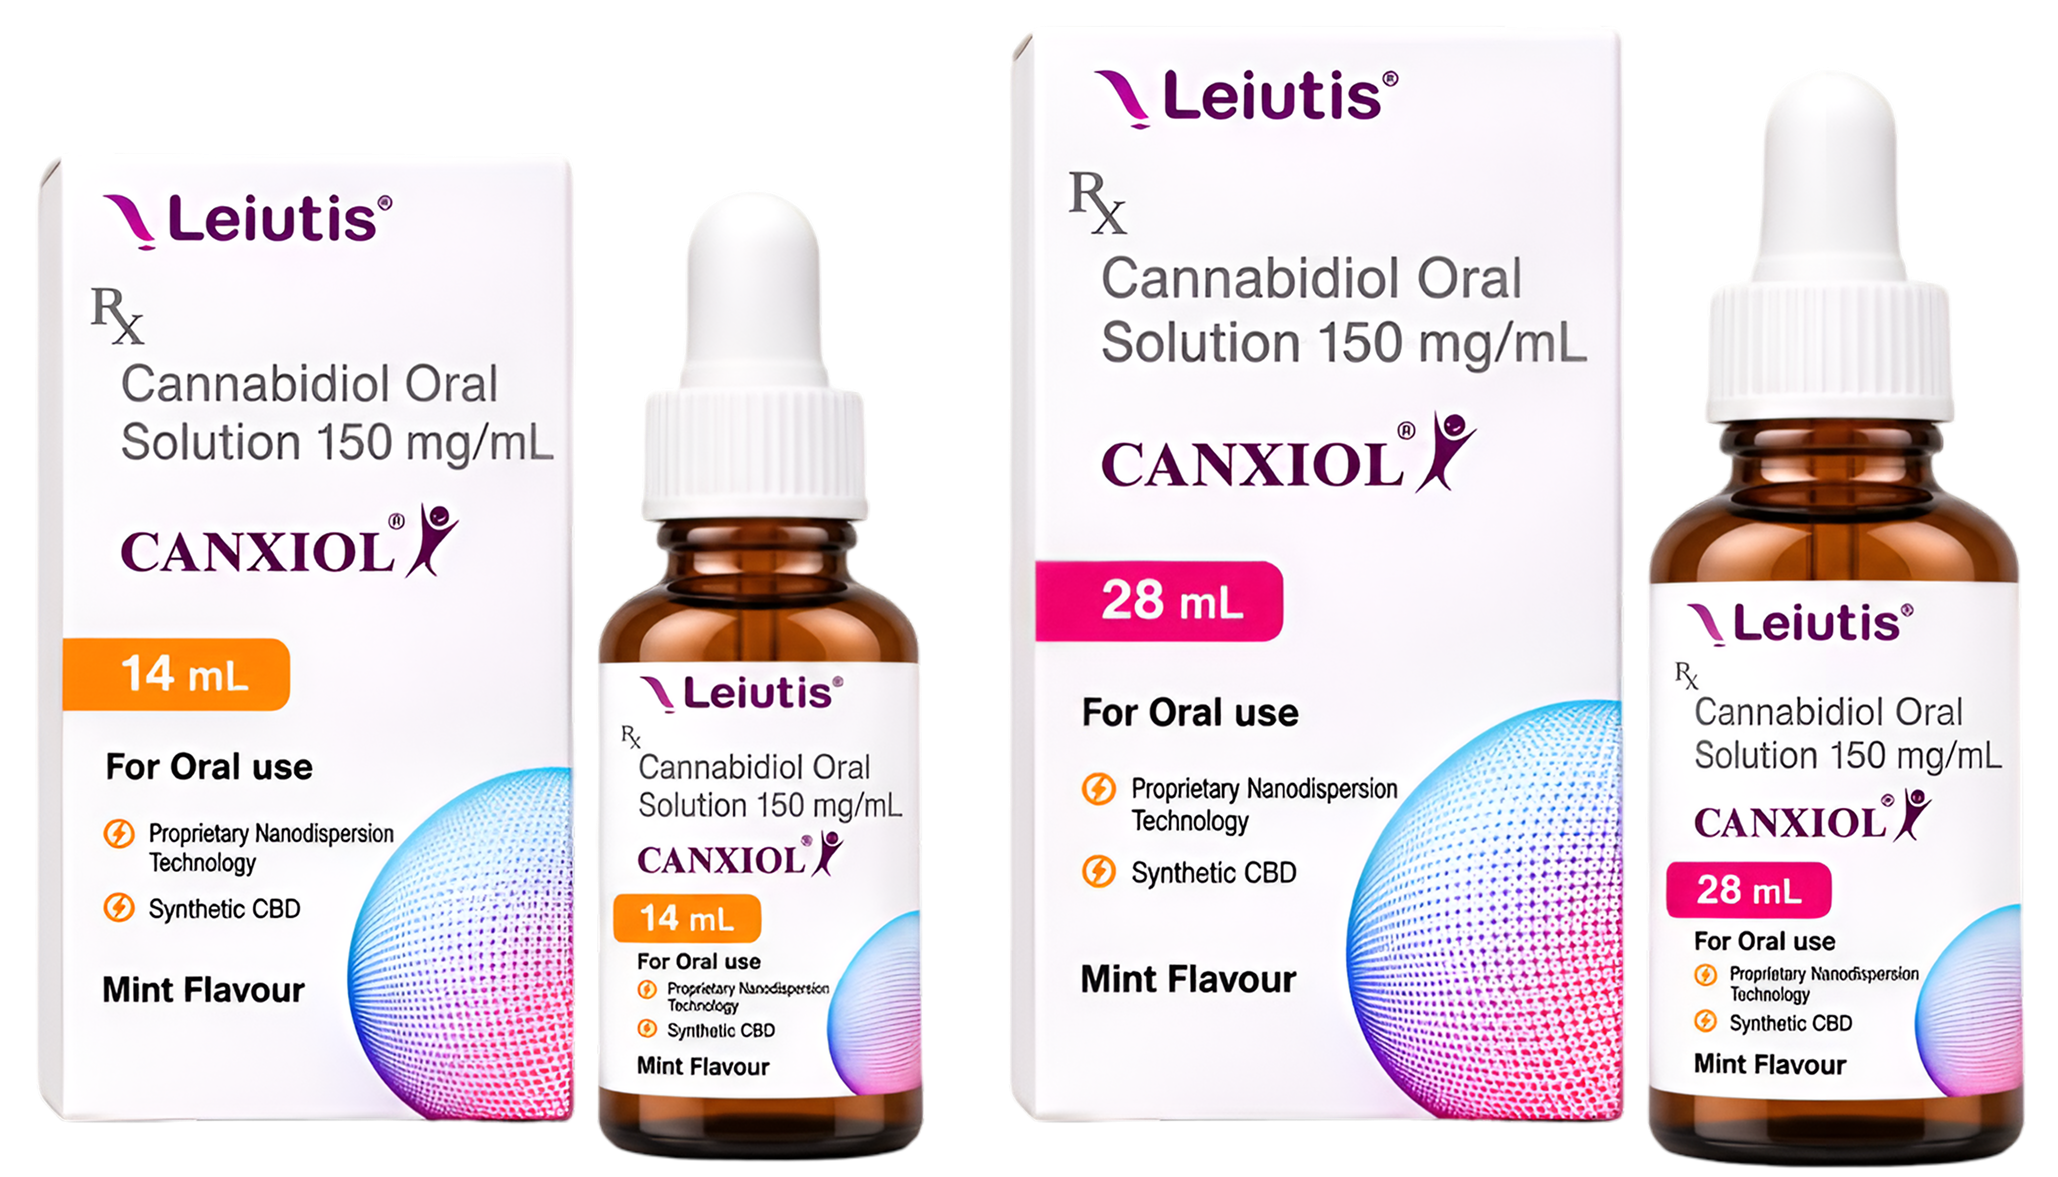 Leiutis®
Rx
Cannabidiol Oral
Solution 150 mg/mL
CANXIOL®
14 mL
For Oral use
Proprietary Nanodispersion
Technology
Synthetic CBD
Mint Flavour
Leiutis®
Rx
Cannabidiol Oral
Solution 150 mg/mL
CANXIOL®
14 mL
For Oral use
Proprietary Nanodispersion
Technology
Synthetic CBD
Mint Flavour
Leiutis®
Rx
Cannabidiol Oral
Solution 150 mg/mL
CANXIOL®
28 mL
For Oral use
Proprietary Nanodispersion
Technology
Synthetic CBD
Mint Flavour
Leiutis®
Rx
Cannabidiol Oral
Solution 150 mg/mL
CANXIOL®
28 mL
For Oral use
Proprietary Nanodispersion
Technology
Synthetic CBD
Mint Flavour